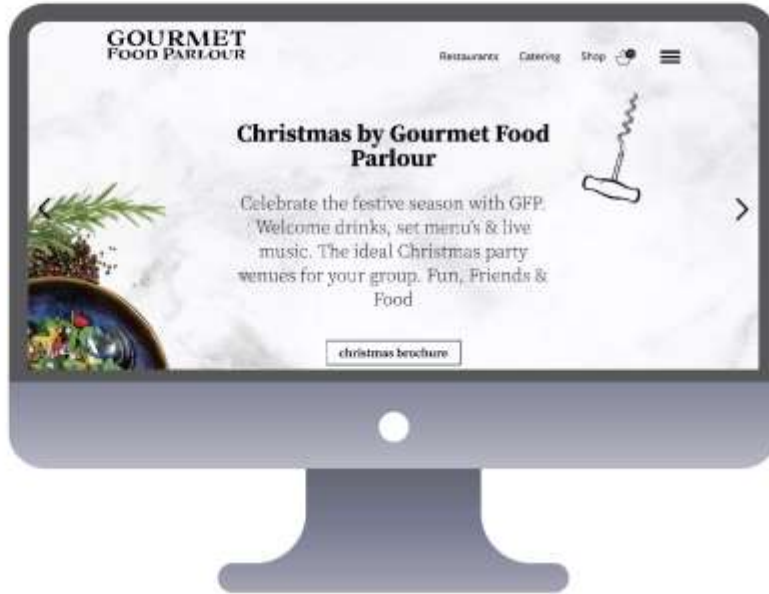 GOURMET
FOOD PARLOUR
Restaurants Catering Shop
Christmas by Gourmet Food
Parlour
Celebrate the festive season with GFP.
Welcome drinks, set menu's & live
music. The ideal Christmas party
venues for your group. Fun, Friends &
Food
christmas brochure